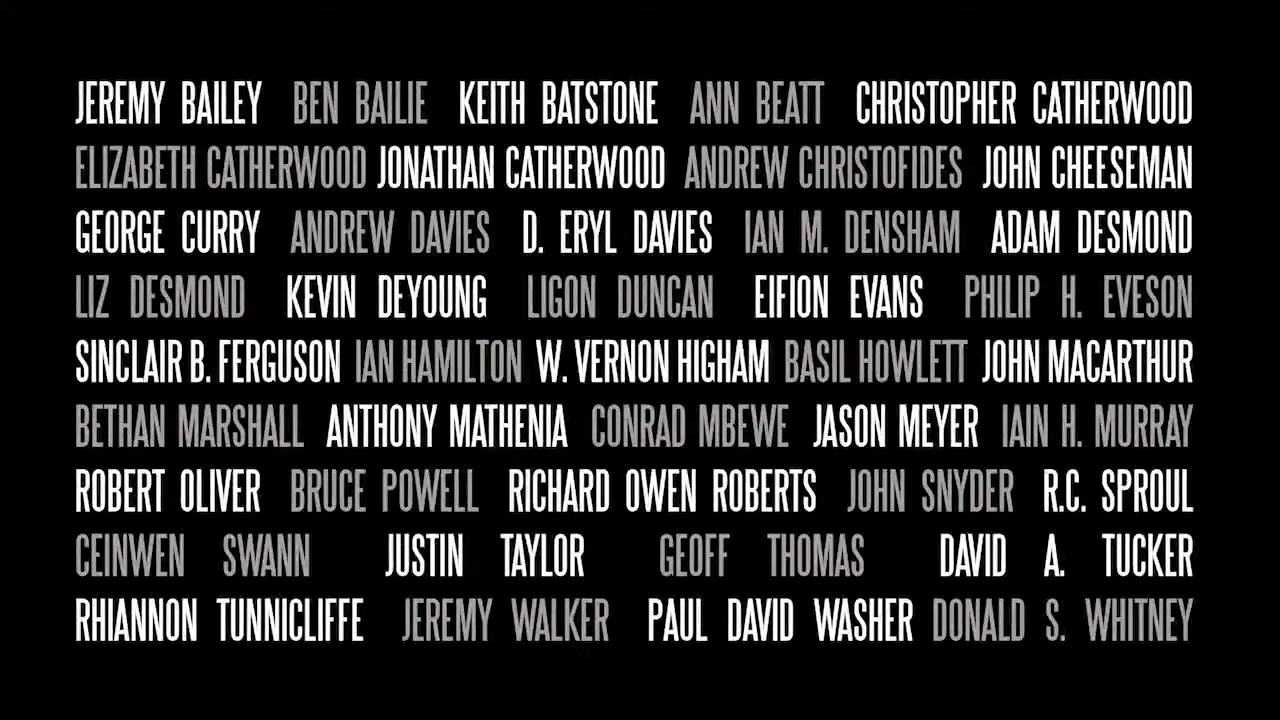 JEREMY BAILEY BEN BAILIE KEITH BATSTONE ANN BEATT CHRISTOPHER CATHERWOOD
ELIZABETH CATHERWOOD JONATHAN CATHERWOOD ANDREW CHRISTOFIDES JOHN CHEESEMAN
GEORGE CURRY ANDREW DAVIES D. ERYL DAVIES IAN M. DENSHAM ADAM DESMOND
LIZ DESMOND KEVIN DEYOUNG LIGON DUNCAN EIFION EVANS PHILIP H. EVESON
SINCLAIR B. FERGUSON IAN HAMILTON W. VERNON HIGHAM BASIL HOWLETT JOHN MACARTHUR
BETHAN MARSHALL ANTHONY MATHENIA CONRAD MBEWE JASON MEYER IAIN H. MURRAY
ROBERT OLIVER BRUCE POWELL RICHARD OWEN ROBERTS JOHN SNYDER R.C. SPROUL
CEINWEN SWANN JUSTIN TAYLOR GEOFF THOMAS DAVID A. TUCKER
RHIANNON TUNNICLIFFE JEREMY WALKER PAUL DAVID WASHER DONALD S. WHITNEY